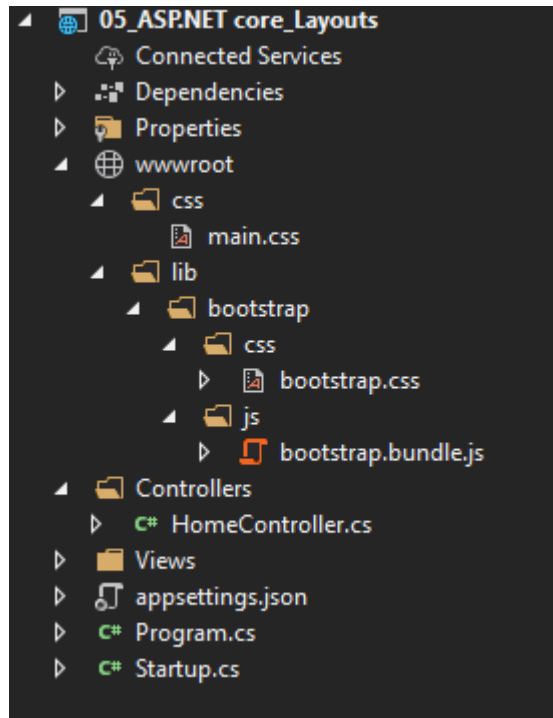 05_ASP.NET core_Layouts
Connected Services
Dependencies
Properties
wwwroot
css
main.css
lib
bootstrap
css
bootstrap.css
js
bootstrap.bundle.js
Controllers
C# HomeController.cs
Views
appsettings.json
C# Program.cs
C# Startup.cs